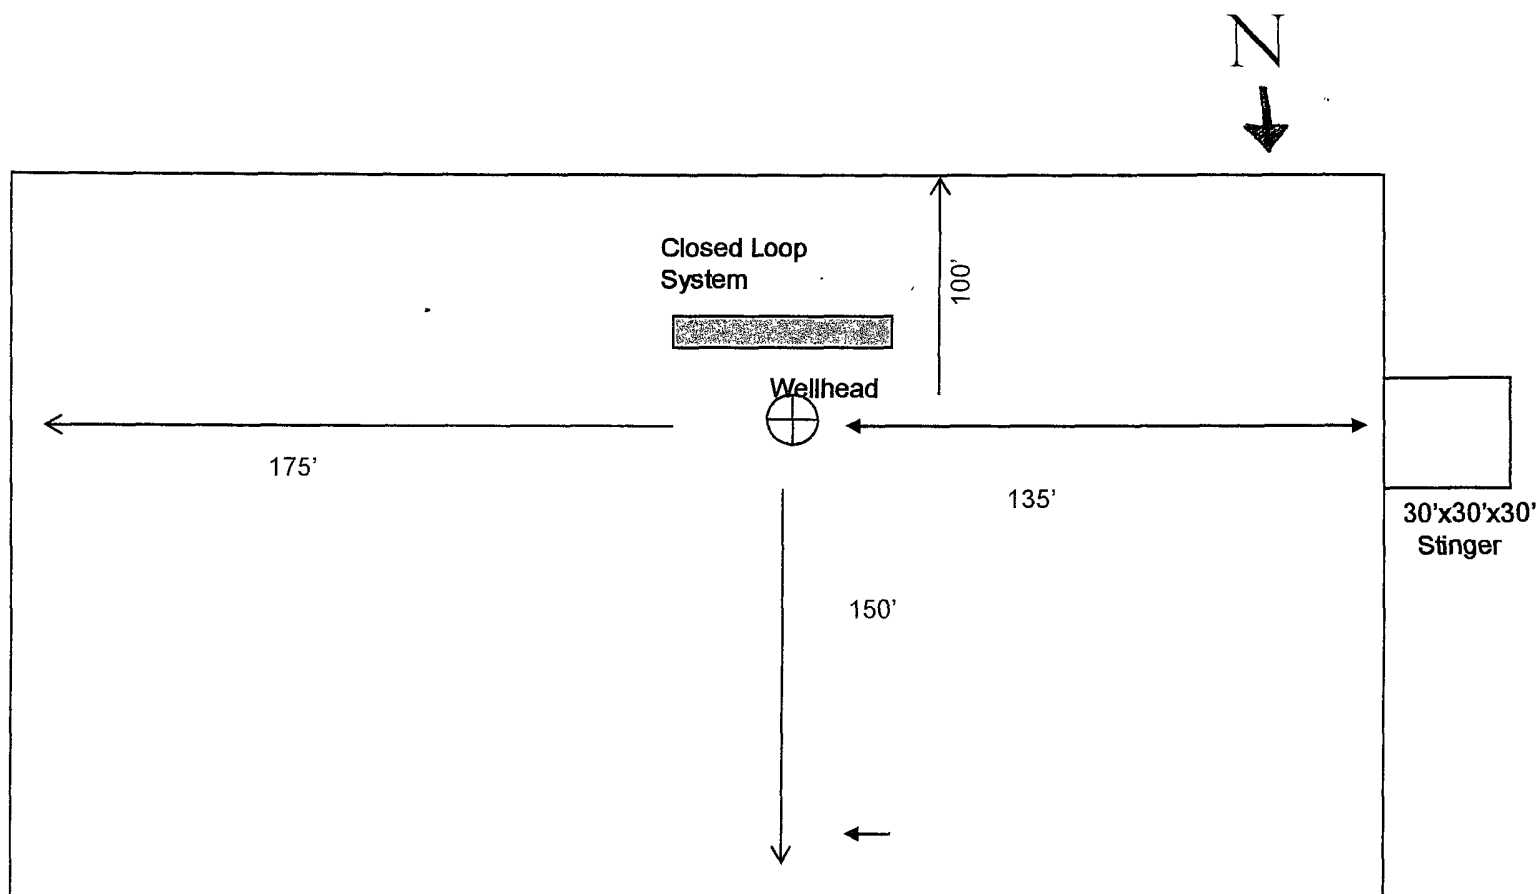 N
Closed Loop
System
100'
Wellhead
175'
135'
30'x30'x30'
Stinger
150'